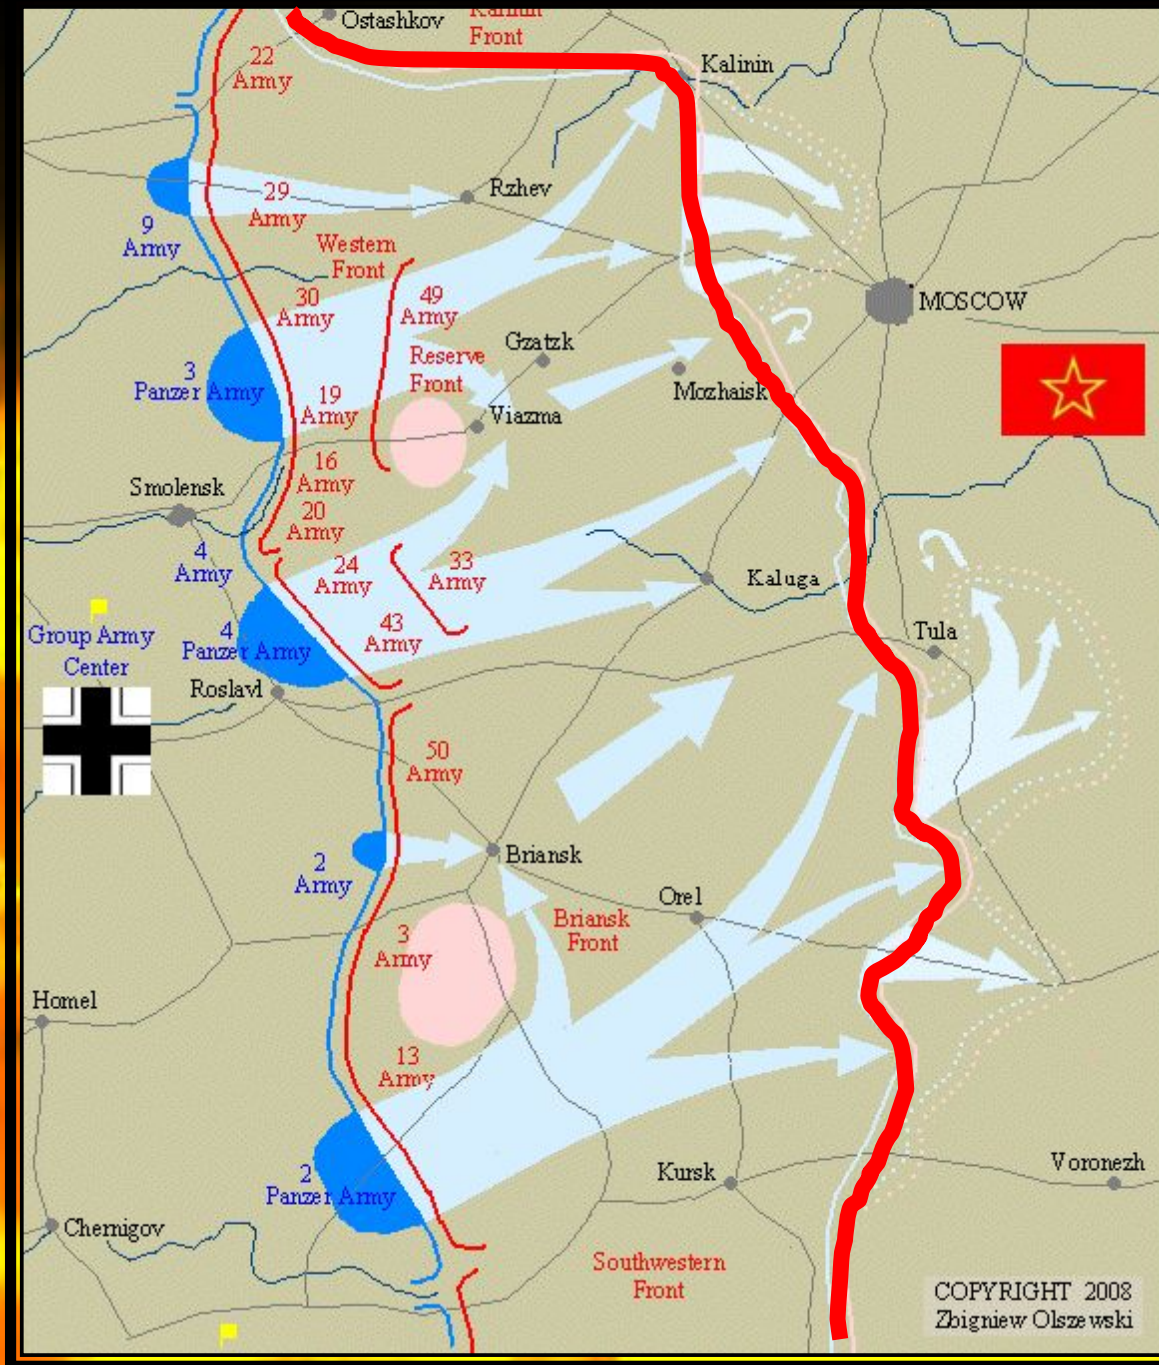 Ostashkov
Kalinin
Front
22
Army
Kalinin
Rzhev
29
Army
9
Army
Western
Front
30
Army
49
Army
MOSCOW
Gzatzk
Reserve
Front
3
Panzer Army
Mozhaisk
19
Army
Viazma
16
Army
Smolensk
20
Army
4
Army
24
Army
33
Army
Kaluga
Group Army
Center
4
Panzer Army
43
Army
Tula
Roslavl
50
Army
2
Army
Briansk
Orel
3
Army
Briansk
Front
Homel
13
Army
Kursk
Voronezh
2
Panzer Army
Chernigov
Southwestern
Front
COPYRIGHT 2008
Zbigniew Olszewski